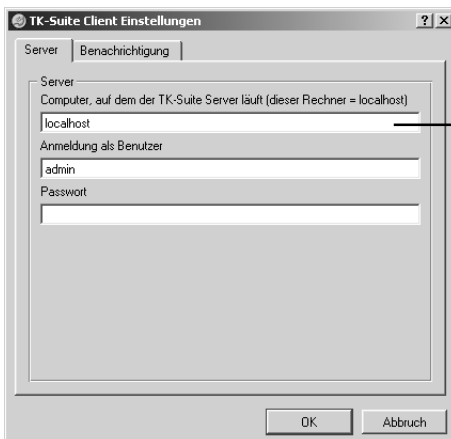 TK-Suite Client Einstellungen
Server Benachrichtigung
Server
Computer, auf dem der TK-Suite Server läuft (dieser Rechner = localhost)
localhost
Anmeldung als Benutzer
admin
Passwort
OK Abbruch